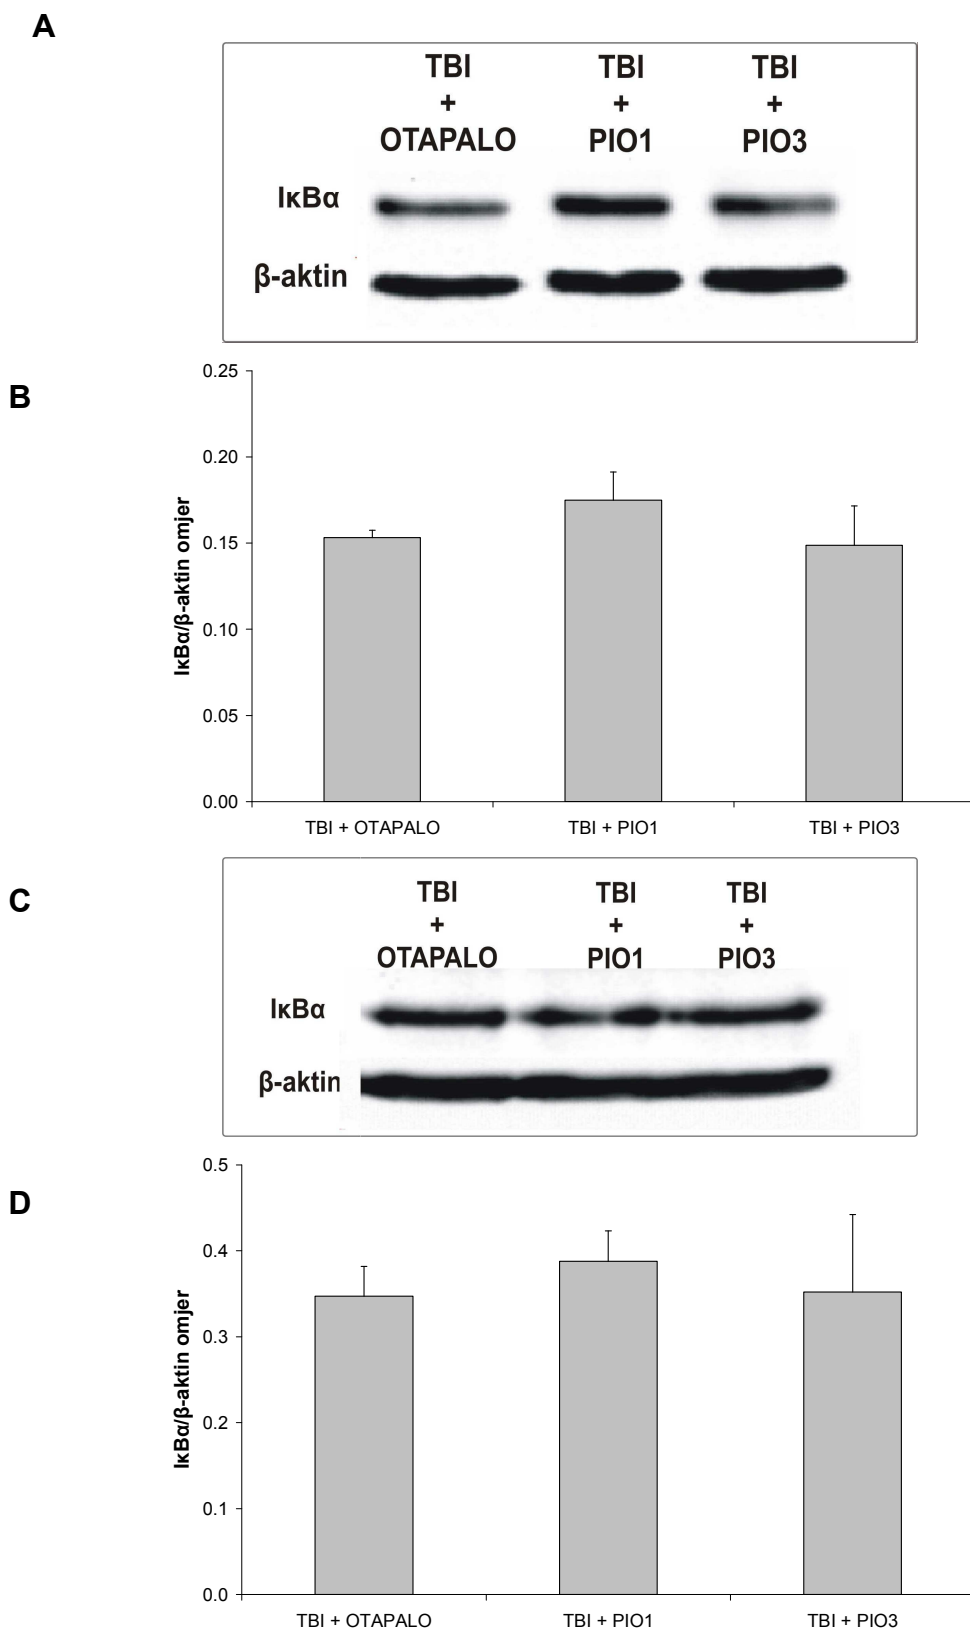 A
TBI TBI TBI
+ + +
OTAPALO PIO1 PIO3
IκBα
β-aktin
B
IκBα/β-aktin omjer
0.25
0.20
0.15
0.10
0.05
0.00
TBI + OTAPALO TBI + PIO1 TBI + PIO3
C
TBI TBI TBI
+ + +
OTAPALO PIO1 PIO3
IκBα
β-aktin
D
IκBα/β-aktin omjer
0.5
0.4
0.3
0.2
0.1
0.0
TBI + OTAPALO TBI + PIO1 TBI + PIO3